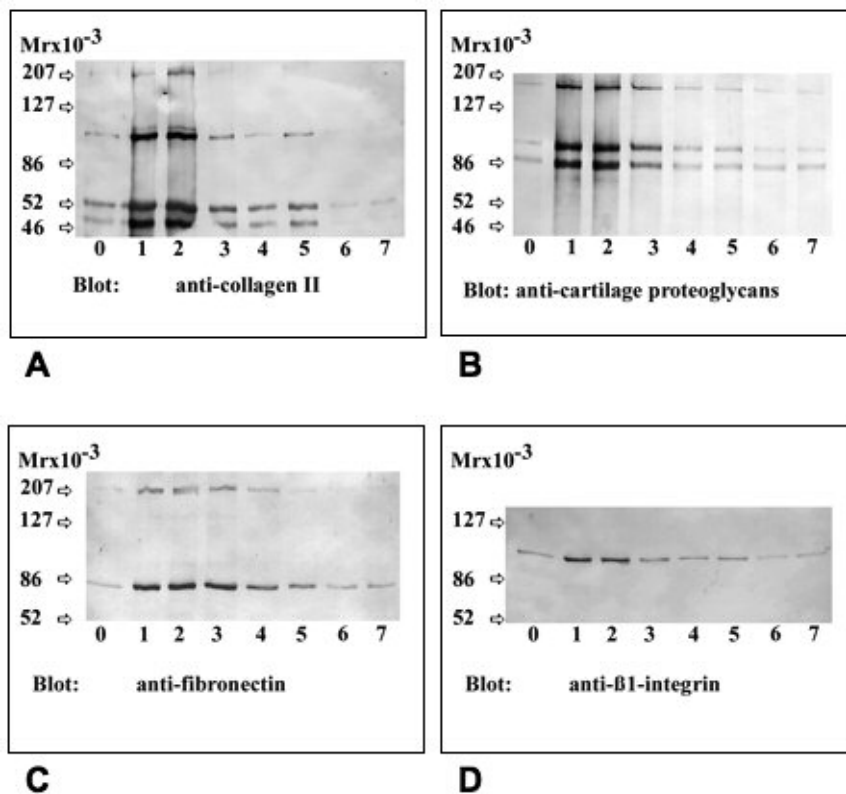 Mrx10⁻³
207⇨
127⇨
86 ⇨
52 ⇨
46 ⇨
0 1 2 3 4 5 6 7
Blot: anti-collagen II
A
Mrx10⁻³
207⇨
127⇨
86 ⇨
52 ⇨
46 ⇨
0 1 2 3 4 5 6 7
Blot: anti-cartilage proteoglycans
B
Mrx10⁻³
207⇨
127⇨
86 ⇨
52 ⇨
0 1 2 3 4 5 6 7
Blot: anti-fibronectin
C
Mrx10⁻³
127⇨
86 ⇨
52 ⇨
0 1 2 3 4 5 6 7
Blot: anti-ß1-integrin
D